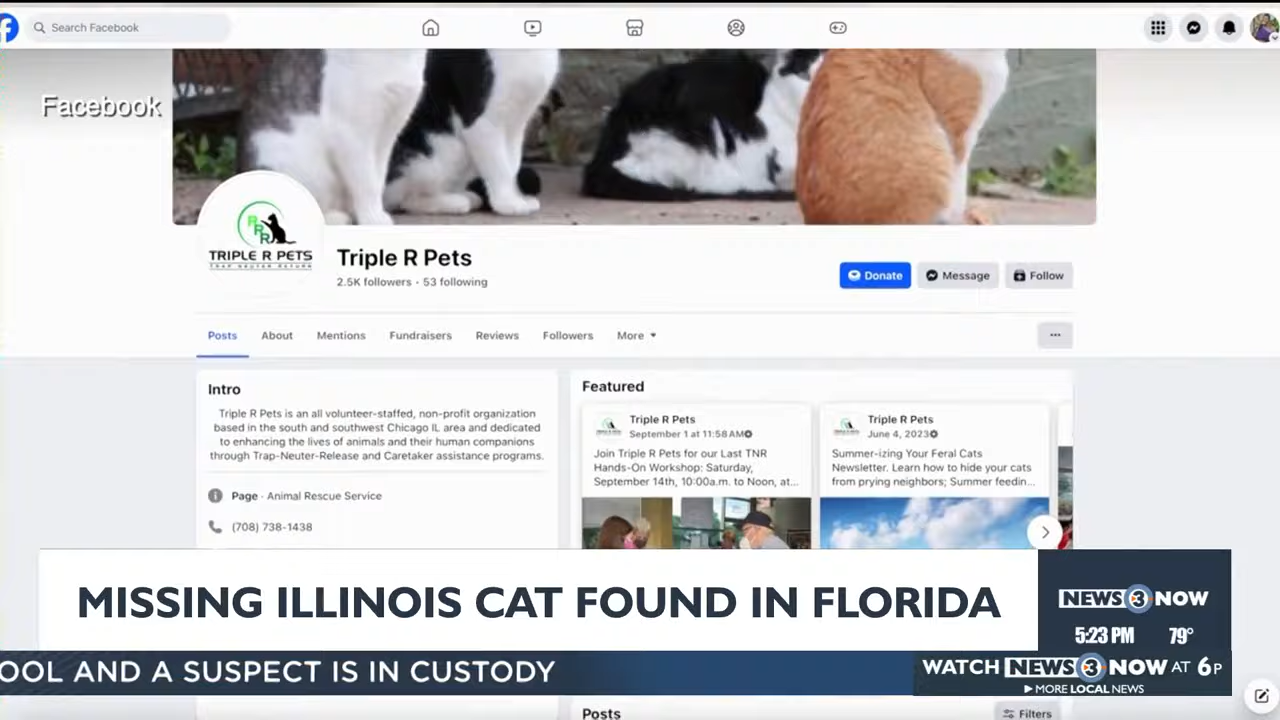 Search Facebook
Facebook
RRR
TRIPLE R PETS
TRAP NEUTER RETURN
Triple R Pets
2.5K followers · 53 following
Donate
Message
Follow
Posts
About
Mentions
Fundraisers
Reviews
Followers
More
Intro
Triple R Pets is an all volunteer-staffed, non-profit organization
based in the south and southwest Chicago IL area and dedicated
to enhancing the lives of animals and their human companions
through Trap-Neuter-Release and Caretaker assistance programs.
Page · Animal Rescue Service
(708) 738-1438
Featured
Triple R Pets
September 1 at 11:58 AM
Join Triple R Pets for our Last TNR
Hands-On Workshop: Saturday,
September 14th, 10:00a.m. to Noon, at...
Triple R Pets
June 4, 2023
Summer-izing Your Feral Cats
Newsletter. Learn how to hide your cats
from prying neighbors; Summer feedin...
MISSING ILLINOIS CAT FOUND IN FLORIDA
NEWS 3 NOW
5:23 PM 79°
OOL AND A SUSPECT IS IN CUSTODY
WATCH NEWS 3 NOW AT 6P
MORE LOCAL NEWS
Posts
Filters